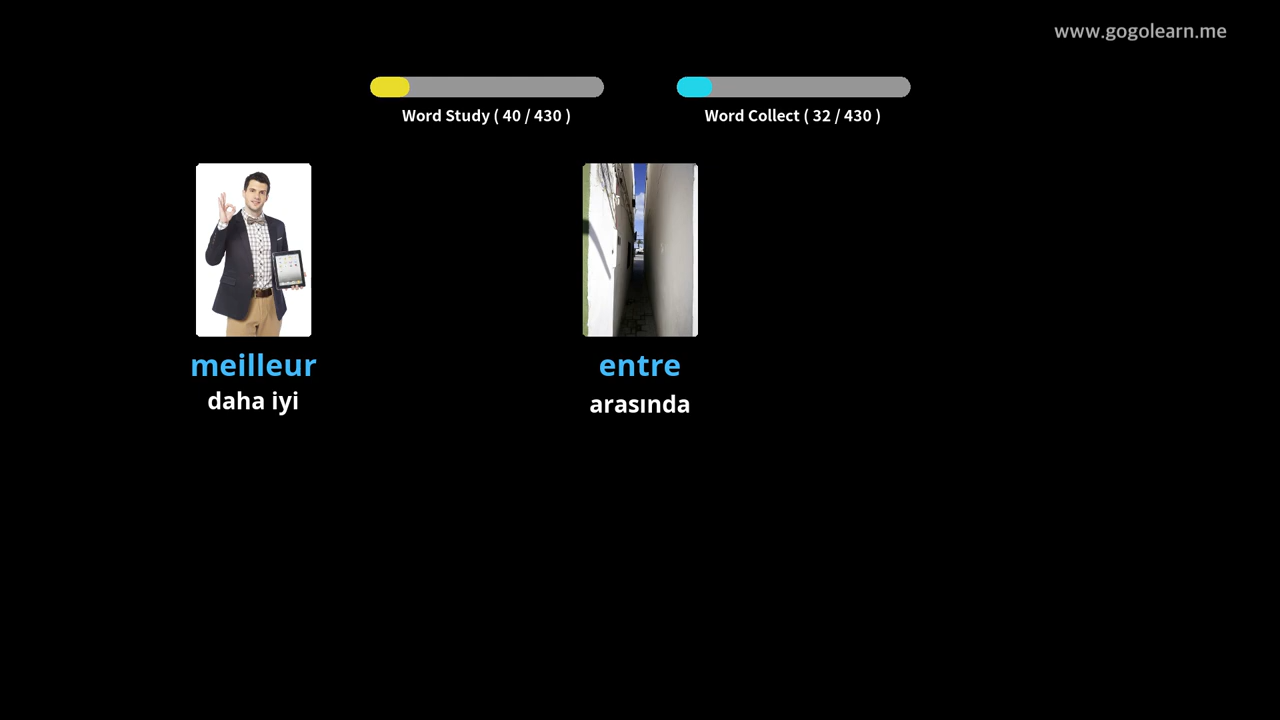 www.gogolearn.me
Word Study ( 40 / 430 )
Word Collect ( 32 / 430 )
meilleur
daha iyi
entre
arasında